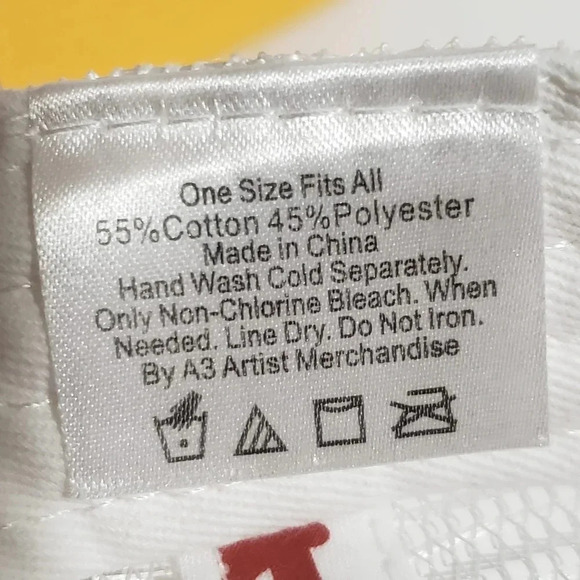 One Size Fits All
55%Cotton 45%Polyester
Made in China
Hand Wash Cold Separately.
Only Non-Chlorine Bleach. When
Needed. Line Dry. Do Not Iron.
By A3 Artist Merchandise